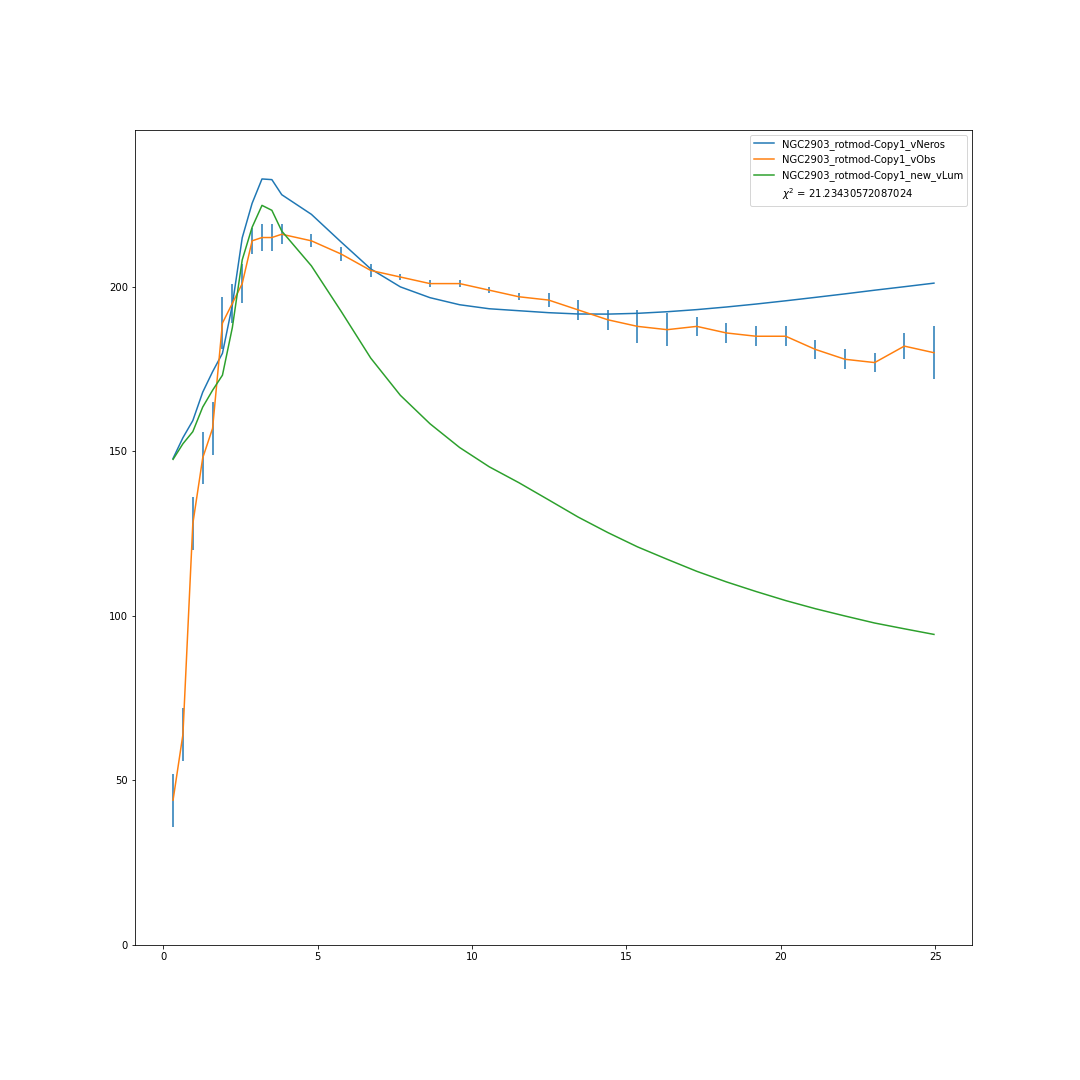 NGC2903_rotmod-Copy1_vNeros
NGC2903_rotmod-Copy1_vObs
NGC2903_rotmod-Copy1_new_vLum
χ² = 21.23430572087024
200
150
100
50
0
0 5 10 15 20 25